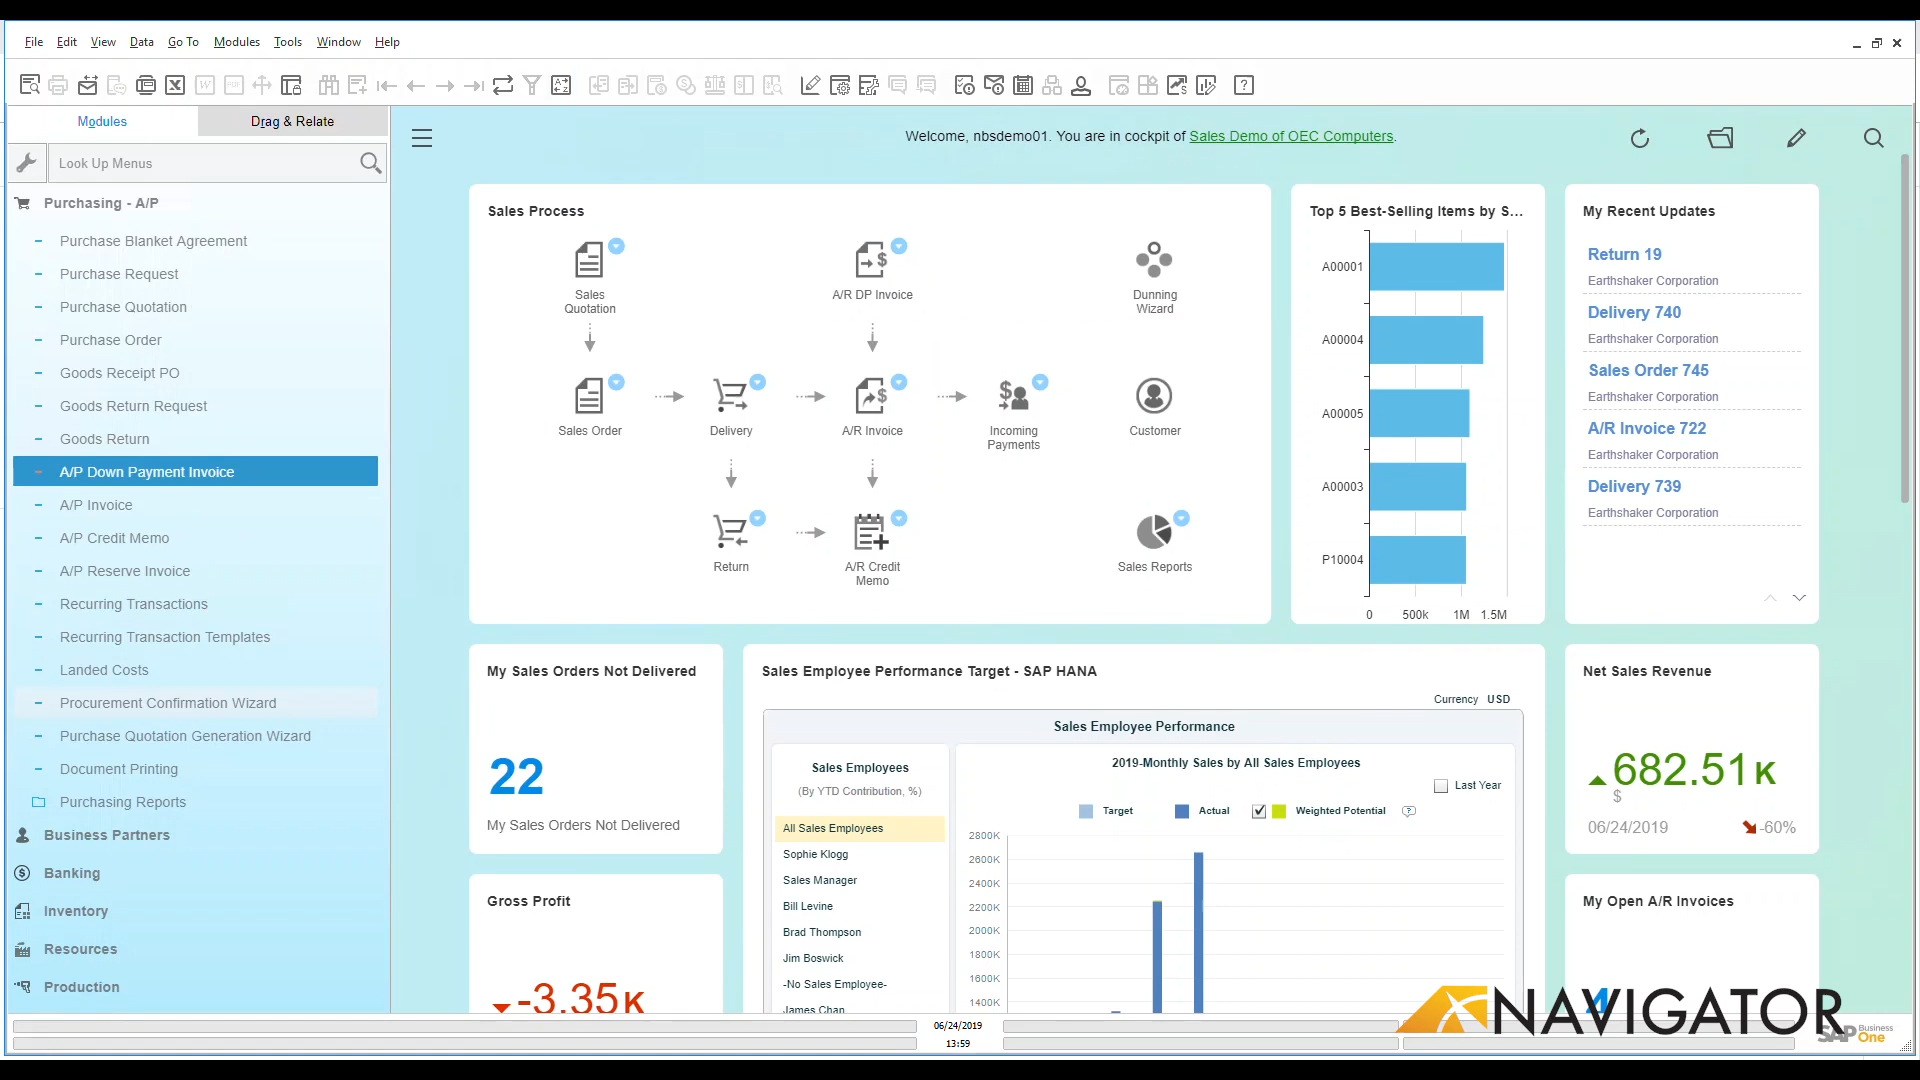 File Edit View Data Go To Modules Tools Window Help
Modules
Drag & Relate
Look Up Menus
Purchasing - A/P
Purchase Blanket Agreement
Purchase Request
Purchase Quotation
Purchase Order
Goods Receipt PO
Goods Return Request
Goods Return
A/P Down Payment Invoice
A/P Invoice
A/P Credit Memo
A/P Reserve Invoice
Recurring Transactions
Recurring Transaction Templates
Landed Costs
Procurement Confirmation Wizard
Purchase Quotation Generation Wizard
Document Printing
Purchasing Reports
Business Partners
Banking
Inventory
Resources
Production
Welcome, nbsdemo01. You are in cockpit of Sales Demo of OEC Computers.
Sales Process
Sales
Quotation
A/R DP Invoice
Dunning
Wizard
Sales Order
Delivery
A/R Invoice
Incoming
Payments
Customer
Return
A/R Credit
Memo
Sales Reports
Top 5 Best-Selling Items by S...
A00001
A00004
A00005
A00003
P10004
0 500k 1M 1.5M
My Recent Updates
Return 19
Earthshaker Corporation
Delivery 740
Earthshaker Corporation
Sales Order 745
Earthshaker Corporation
A/R Invoice 722
Earthshaker Corporation
Delivery 739
Earthshaker Corporation
My Sales Orders Not Delivered
22
My Sales Orders Not Delivered
Gross Profit
-3.35K
Sales Employee Performance Target - SAP HANA
Currency USD
Sales Employee Performance
Sales Employees
(By YTD Contribution, %)
All Sales Employees
Sophie Klogg
Sales Manager
Bill Levine
Brad Thompson
Jim Boswick
-No Sales Employee-
James Chan
2019-Monthly Sales by All Sales Employees
Last Year
Target Actual Weighted Potential
2800K
2600K
2400K
2200K
2000K
1800K
1600K
1400K
Net Sales Revenue
682.51K
$
06/24/2019 -60%
My Open A/R Invoices
4
NAVIGATOR
SAP Business One
06/24/2019
13:59